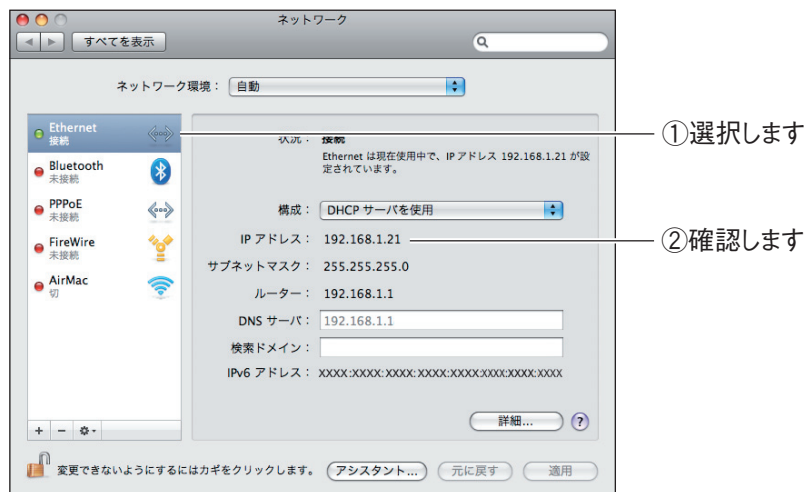 ネットワーク
すべてを表示
ネットワーク環境： 自動
Ethernet
接続
Bluetooth
未接続
PPPoE
未接続
FireWire
未接続
AirMac
切
状況： 接続
Ethernet は現在使用中で、IP アドレス 192.168.1.21 が設
定されています。
構成： DHCP サーバを使用
IP アドレス： 192.168.1.21
サブネットマスク： 255.255.255.0
ルーター： 192.168.1.1
DNS サーバ： 192.168.1.1
検索ドメイン：
IPv6 アドレス： XXXX:XXXX:XXXX:XXXX:XXXX:XXXX:XXXX:XXXX
詳細... ?
変更できないようにするにはカギをクリックします。 アシスタント... 元に戻す 適用
①選択します
②確認します